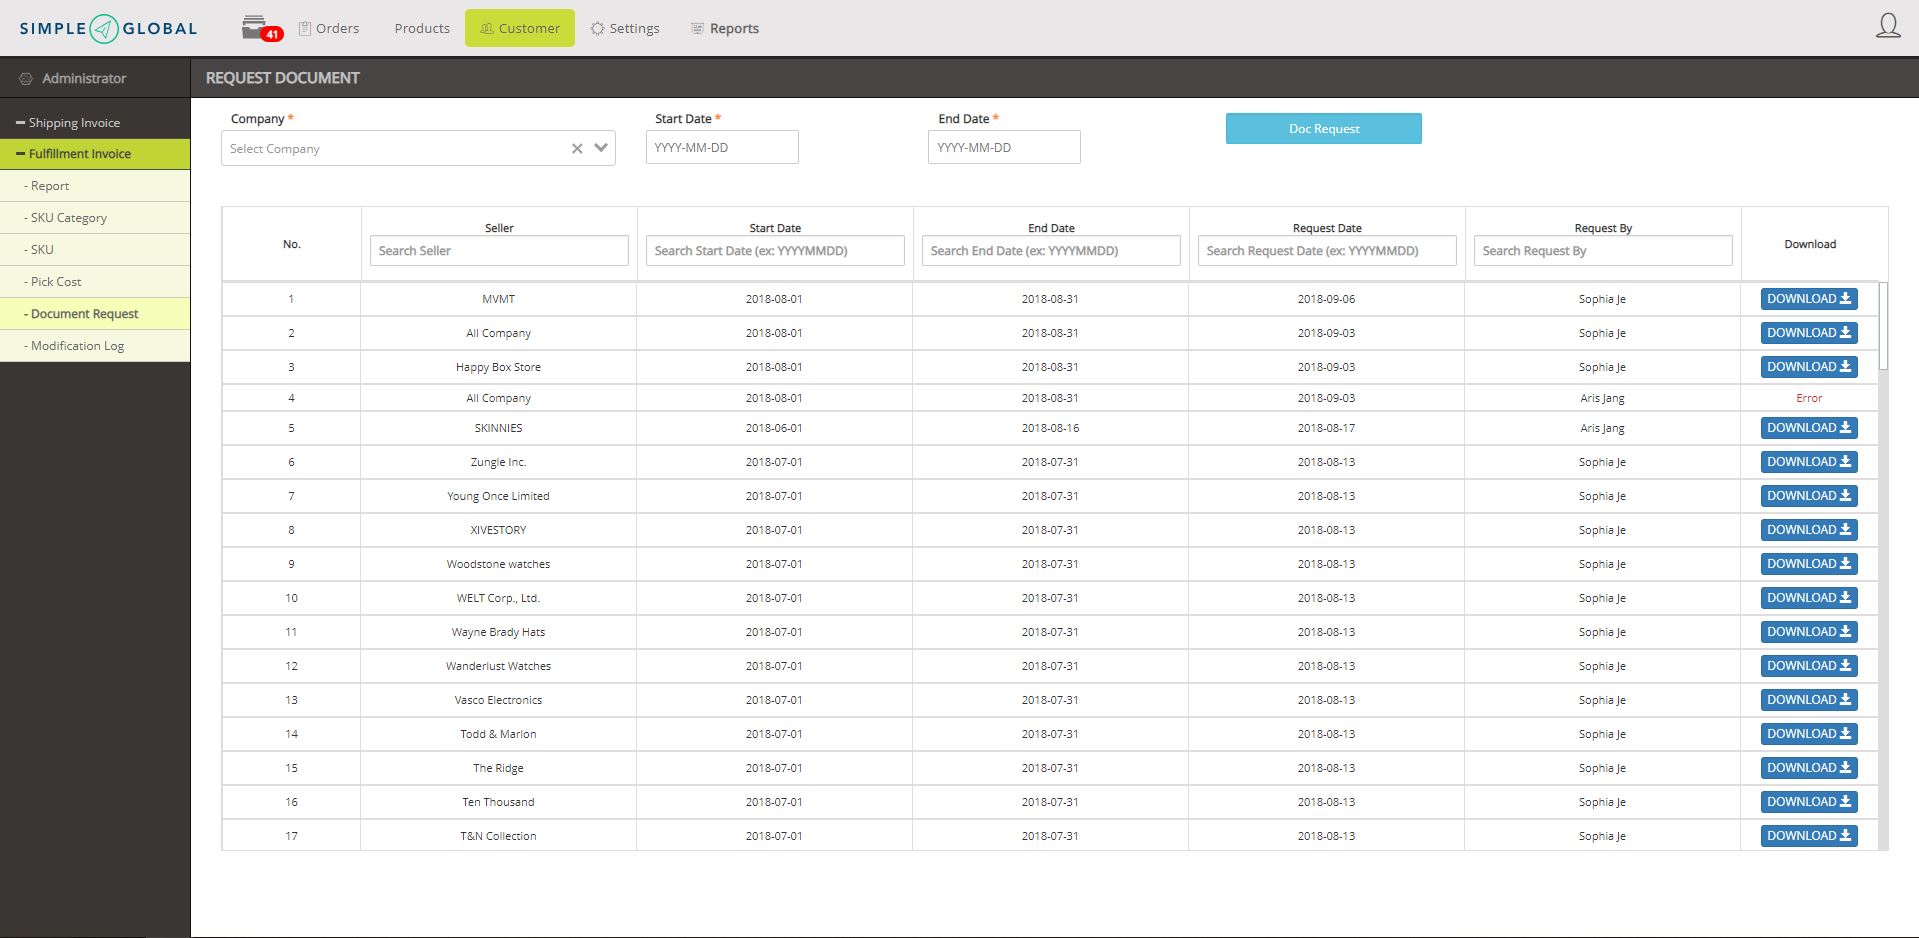 SIMPLE GLOBAL
41
Orders
Products
Customer
Settings
Reports
Administrator
REQUEST DOCUMENT
Shipping Invoice
Fulfillment Invoice
- Report
- SKU Category
- SKU
- Pick Cost
- Document Request
- Modification Log
Company *
Start Date *
End Date *
Select Company
YYYY-MM-DD
YYYY-MM-DD
Doc Request
No. Seller Start Date End Date Request Date Request By Download
Search Seller Search Start Date (ex: YYYYMMDD) Search End Date (ex: YYYYMMDD) Search Request Date (ex: YYYYMMDD) Search Request By
1 MVMT 2018-08-01 2018-08-31 2018-09-06 Sophia Je DOWNLOAD
2 All Company 2018-08-01 2018-08-31 2018-09-03 Sophia Je DOWNLOAD
3 Happy Box Store 2018-08-01 2018-08-31 2018-09-03 Sophia Je DOWNLOAD
4 All Company 2018-08-01 2018-08-31 2018-09-03 Aris Jang Error
5 SKINNIES 2018-06-01 2018-08-16 2018-08-17 Aris Jang DOWNLOAD
6 Zungle Inc. 2018-07-01 2018-07-31 2018-08-13 Sophia Je DOWNLOAD
7 Young Once Limited 2018-07-01 2018-07-31 2018-08-13 Sophia Je DOWNLOAD
8 XIVESTORY 2018-07-01 2018-07-31 2018-08-13 Sophia Je DOWNLOAD
9 Woodstone watches 2018-07-01 2018-07-31 2018-08-13 Sophia Je DOWNLOAD
10 WELT Corp., Ltd. 2018-07-01 2018-07-31 2018-08-13 Sophia Je DOWNLOAD
11 Wayne Brady Hats 2018-07-01 2018-07-31 2018-08-13 Sophia Je DOWNLOAD
12 Wanderlust Watches 2018-07-01 2018-07-31 2018-08-13 Sophia Je DOWNLOAD
13 Vasco Electronics 2018-07-01 2018-07-31 2018-08-13 Sophia Je DOWNLOAD
14 Todd & Marlon 2018-07-01 2018-07-31 2018-08-13 Sophia Je DOWNLOAD
15 The Ridge 2018-07-01 2018-07-31 2018-08-13 Sophia Je DOWNLOAD
16 Ten Thousand 2018-07-01 2018-07-31 2018-08-13 Sophia Je DOWNLOAD
17 T&N Collection 2018-07-01 2018-07-31 2018-08-13 Sophia Je DOWNLOAD